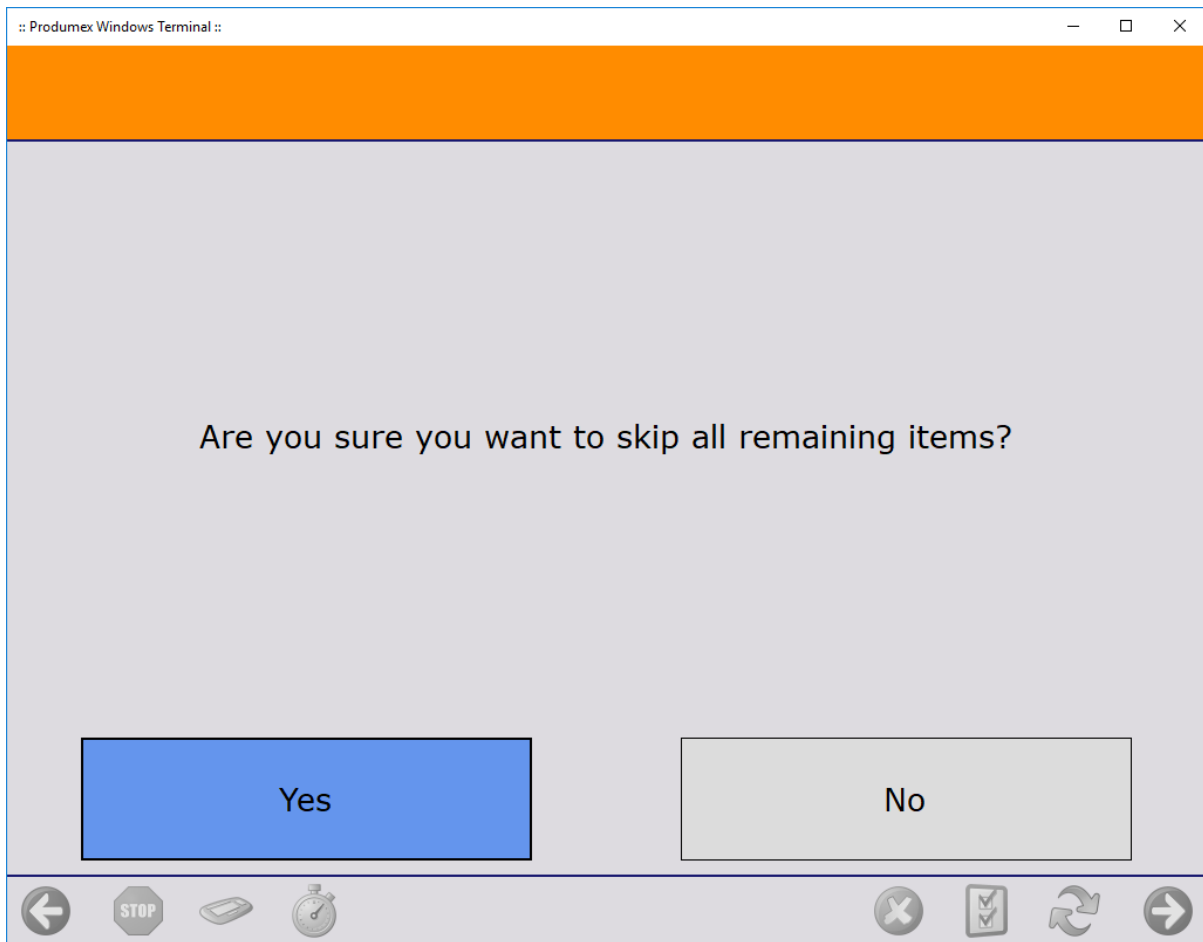 :: Produmex Windows Terminal ::
Are you sure you want to skip all remaining items?
Yes
No
STOP